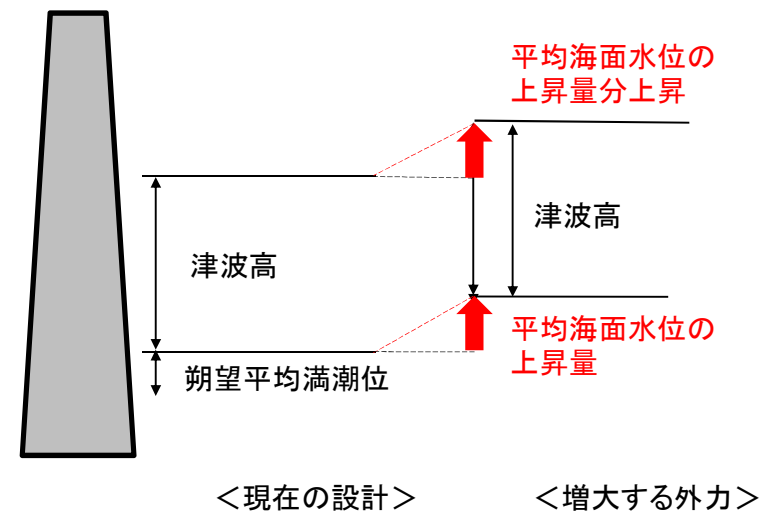 平均海面水位の
上昇量分上昇
津波高
津波高
平均海面水位の
上昇量
朔望平均満潮位
＜現在の設計＞
＜増大する外力＞